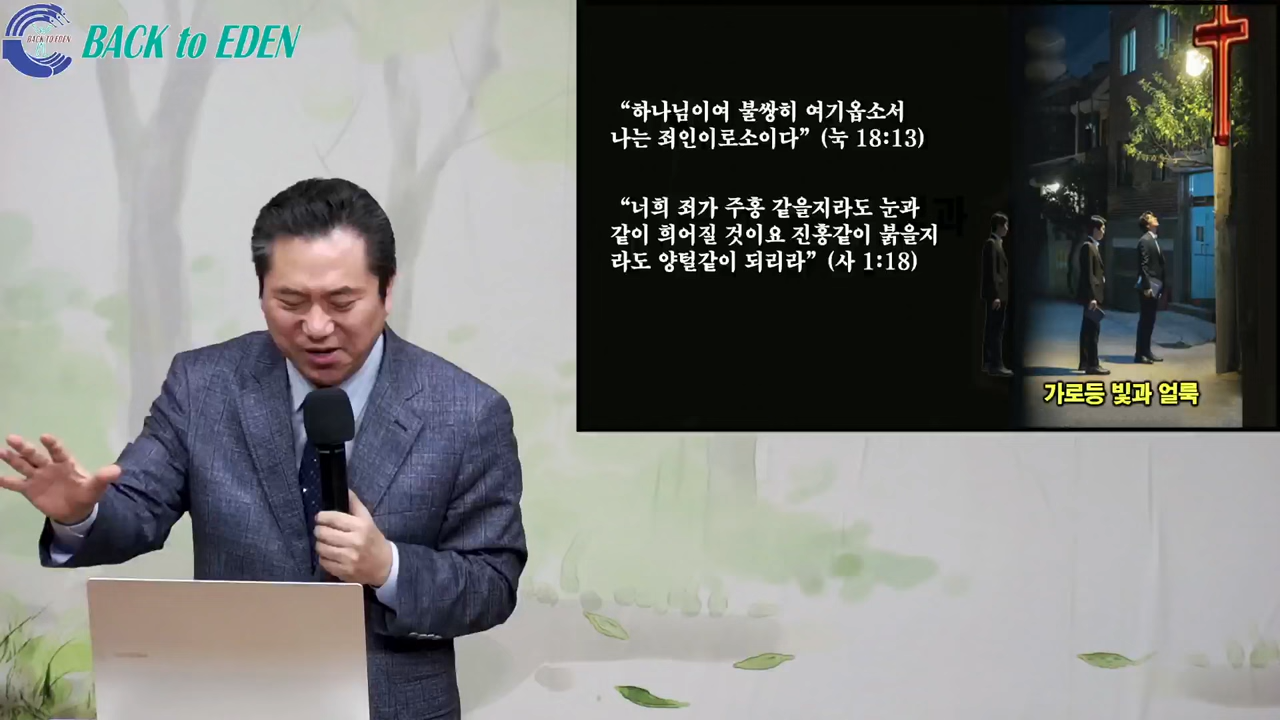 BACK TO EDEN
BACK to EDEN
“하나님이여 불쌍히 여기옵소서
나는 죄인이로소이다” (눅 18:13)
“너희 죄가 주홍 같을지라도 눈과
같이 희어질 것이요 진홍같이 붉을지
라도 양털같이 되리라” (사 1:18)
가로등 빛과 얼룩